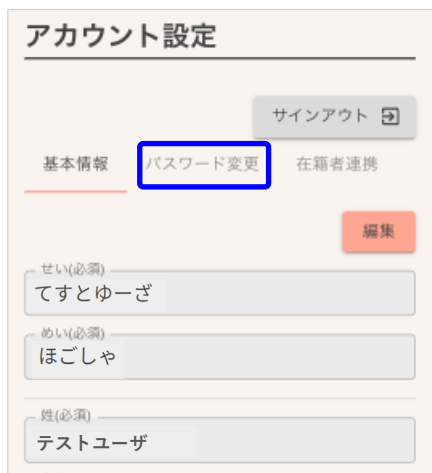 アカウント設定
サインアウト
基本情報 パスワード変更 在籍者連携
編集
せい(必須)
てすとゆーざ
めい(必須)
ほごしゃ
姓(必須)
テストユーザ